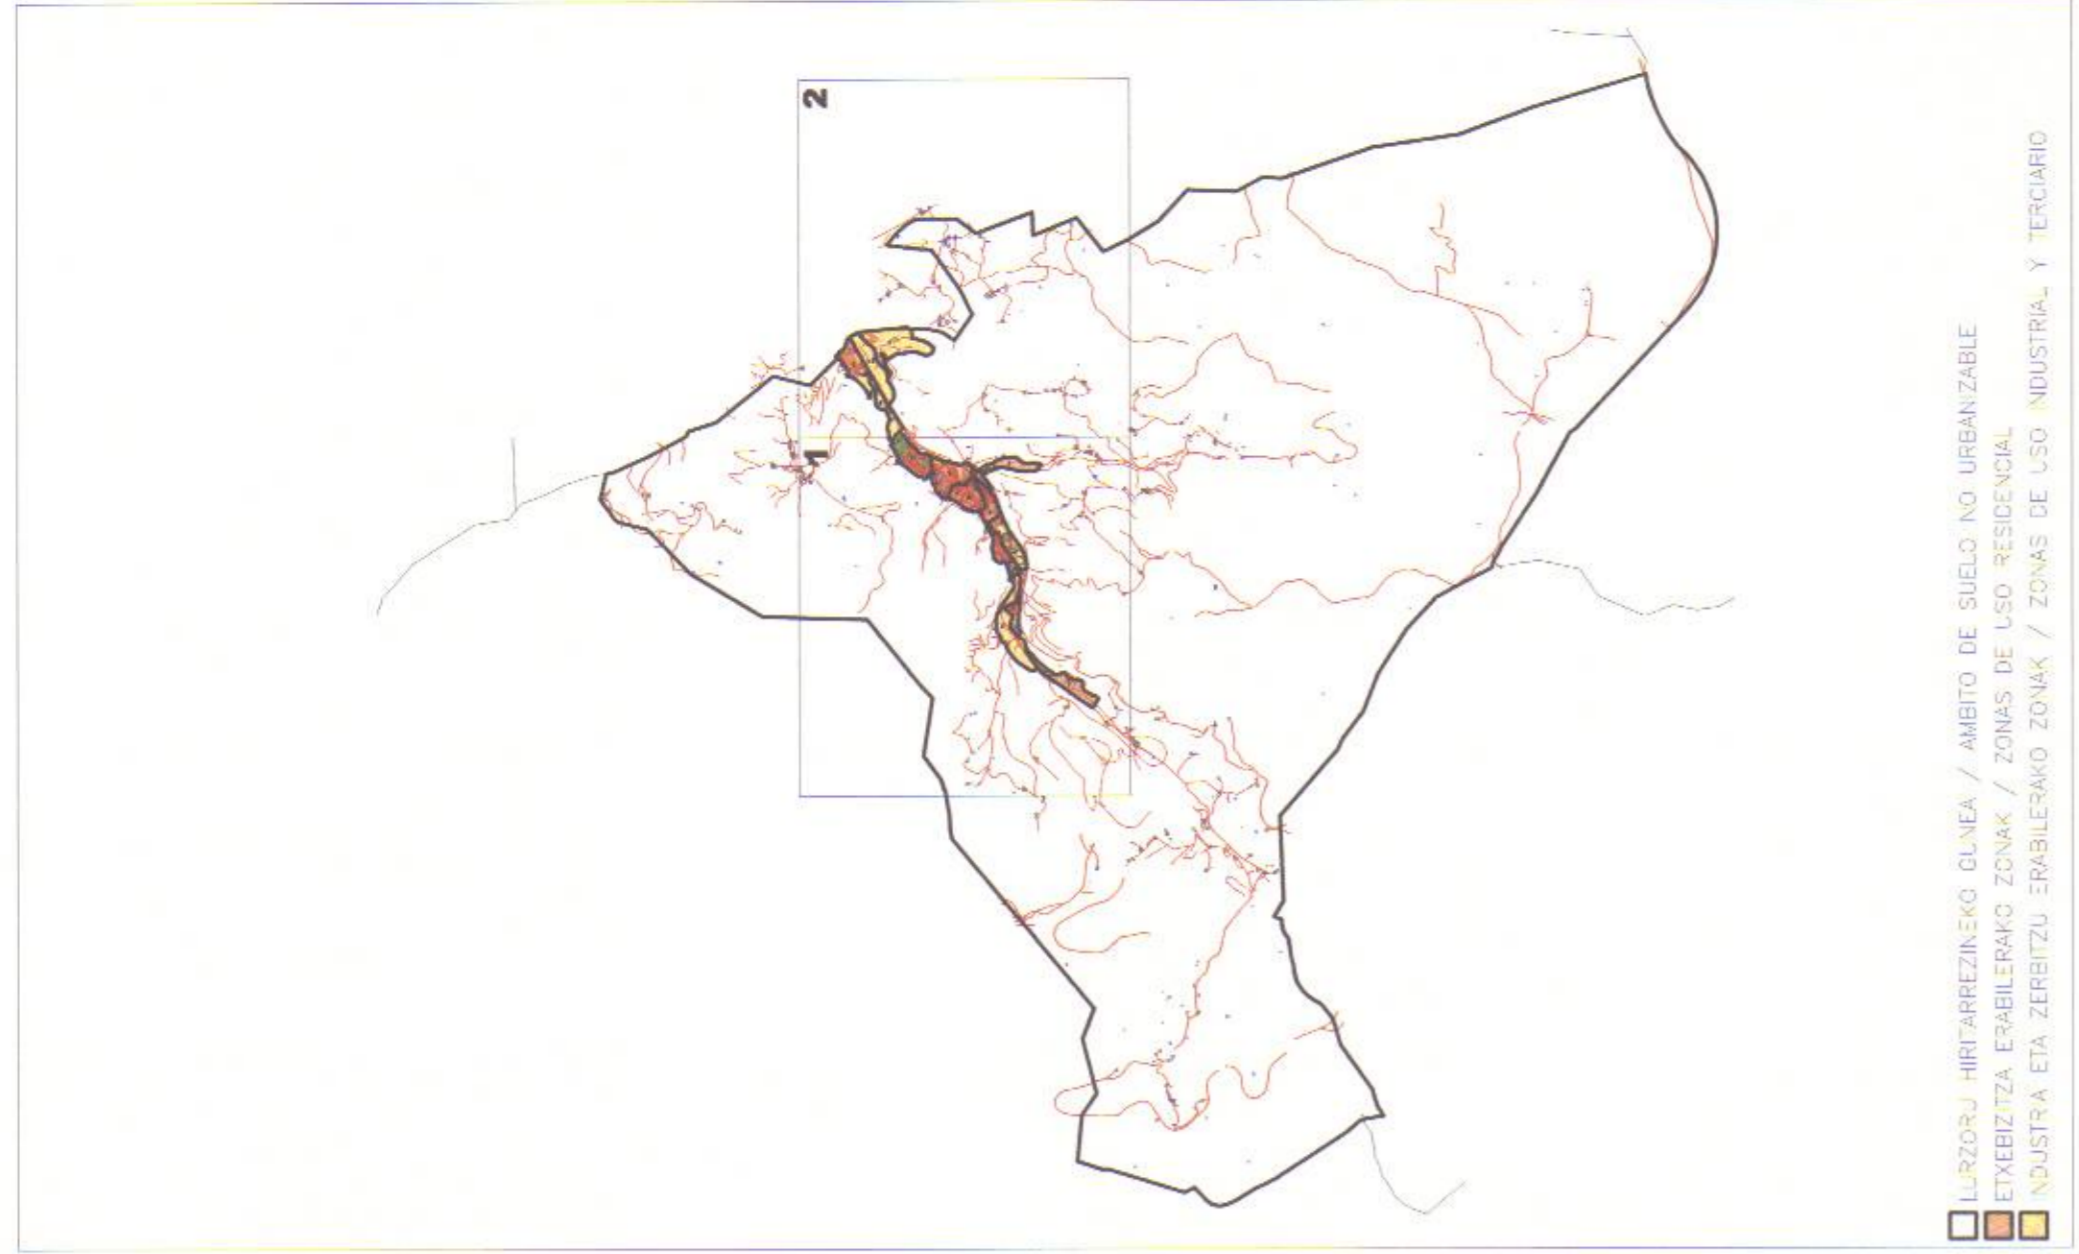 2
1
LURZORU HIRITARREZINEKO GUNEA / AMBITO DE SUELO NO URBANIZABLE
ETXEBIZITZA ERABILERAKO ZONAK / ZONAS DE USO RESIDENCIAL
INDUSTRA ETA ZERBITZU ERABILERAKO ZONAK / ZONAS DE USO INDUSTRIAL Y TERCIARIO